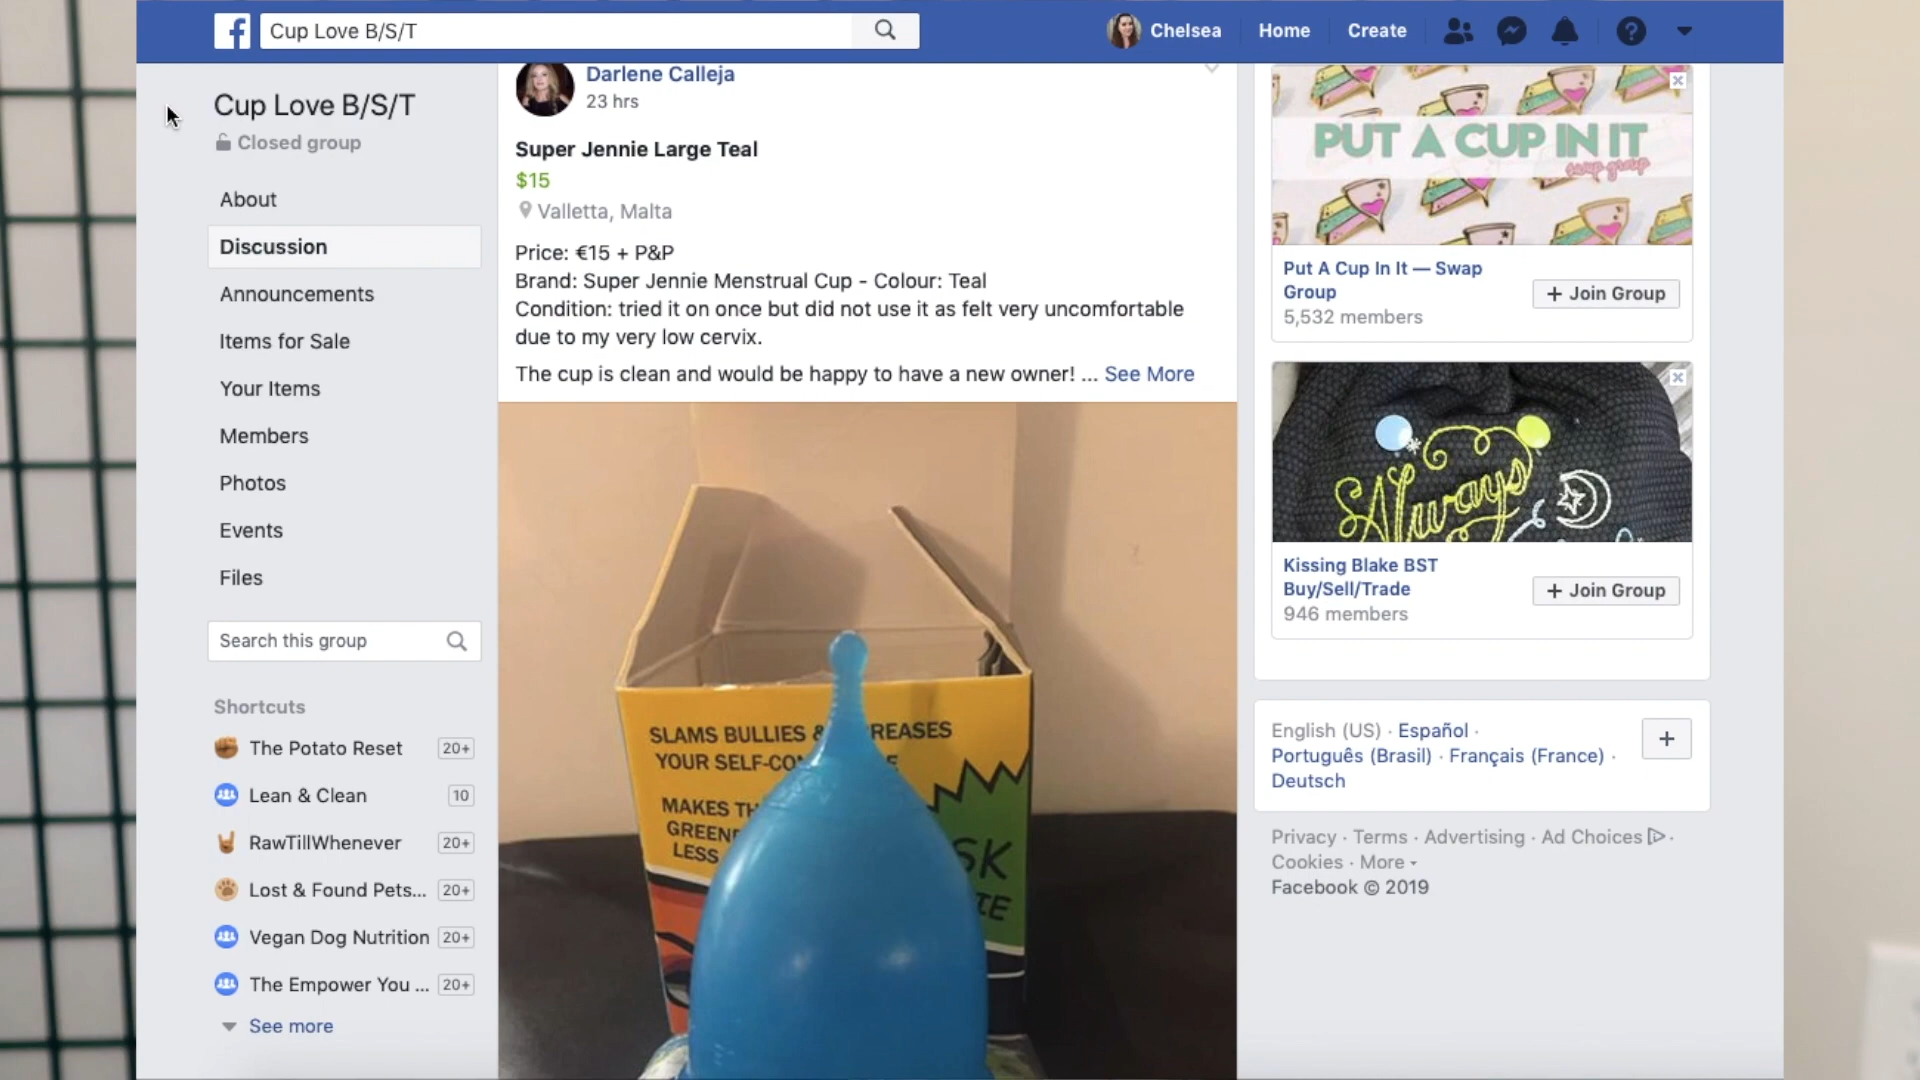 Cup Love B/S/T
Chelsea
Home
Create
Cup Love B/S/T
Closed group
About
Discussion
Announcements
Items for Sale
Your Items
Members
Photos
Events
Files
Search this group
Shortcuts
The Potato Reset 20+
Lean & Clean 10
RawTillWhenever 20+
Lost & Found Pets... 20+
Vegan Dog Nutrition 20+
The Empower You ... 20+
See more
Darlene Calleja
23 hrs
Super Jennie Large Teal
$15
Valletta, Malta
Price: €15 + P&P
Brand: Super Jennie Menstrual Cup - Colour: Teal
Condition: tried it on once but did not use it as felt very uncomfortable
due to my very low cervix.
The cup is clean and would be happy to have a new owner! ... See More
SLAMS BULLIES &
YOUR SELF-CO
MAKES
LESS
PUT A CUP IN IT
swap group
Put A Cup In It — Swap
Group
5,532 members
+ Join Group
Always
Kissing Blake BST
Buy/Sell/Trade
946 members
+ Join Group
English (US) · Español ·
Português (Brasil) · Français (France) ·
Deutsch
+
Privacy · Terms · Advertising · Ad Choices ·
Cookies · More
Facebook © 2019